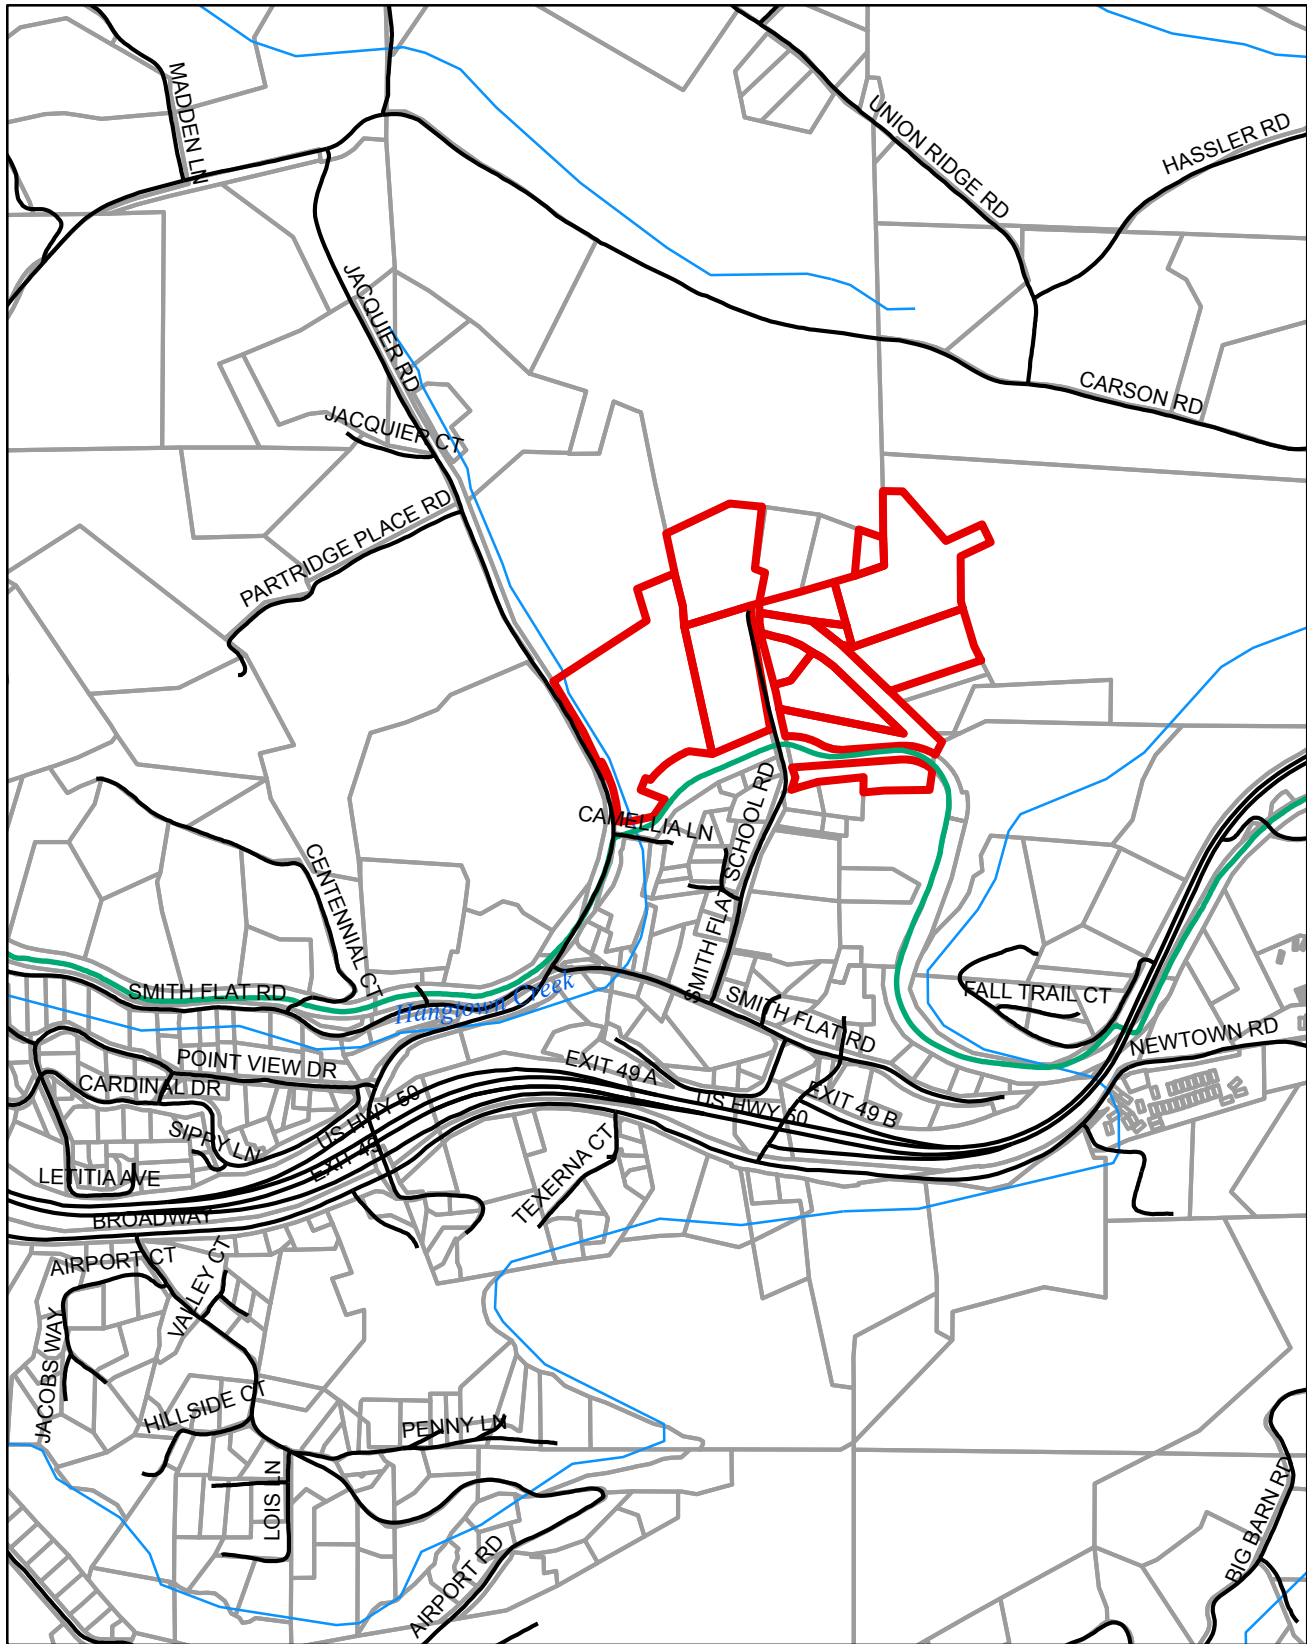 MADDEN LN
UNION RIDGE RD
HASSLER RD
JACQUIER RD
CARSON RD
JACQUIER CT
PARTRIDGE PLACE RD
CAMELLIA LN
SMITH FLAT SCHOOL RD
CENTENNIAL CT
SMITH FLAT RD
Hangtown Creek
FALL TRAIL CT
SMITH FLAT RD
NEWTOWN RD
POINT VIEW DR
EXIT 49 A
CARDINAL DR
US HWY 50
US HWY 50
EXIT 49 B
SIPPY LN
EXIT 49
LETITIA AVE
TEXERNA CT
BROADWAY
AIRPORT CT
VALLEY CT
JACOBS WAY
HILLSIDE CT
PENNY LN
LOIS LN
BIG BARN RD
AIRPORT RD